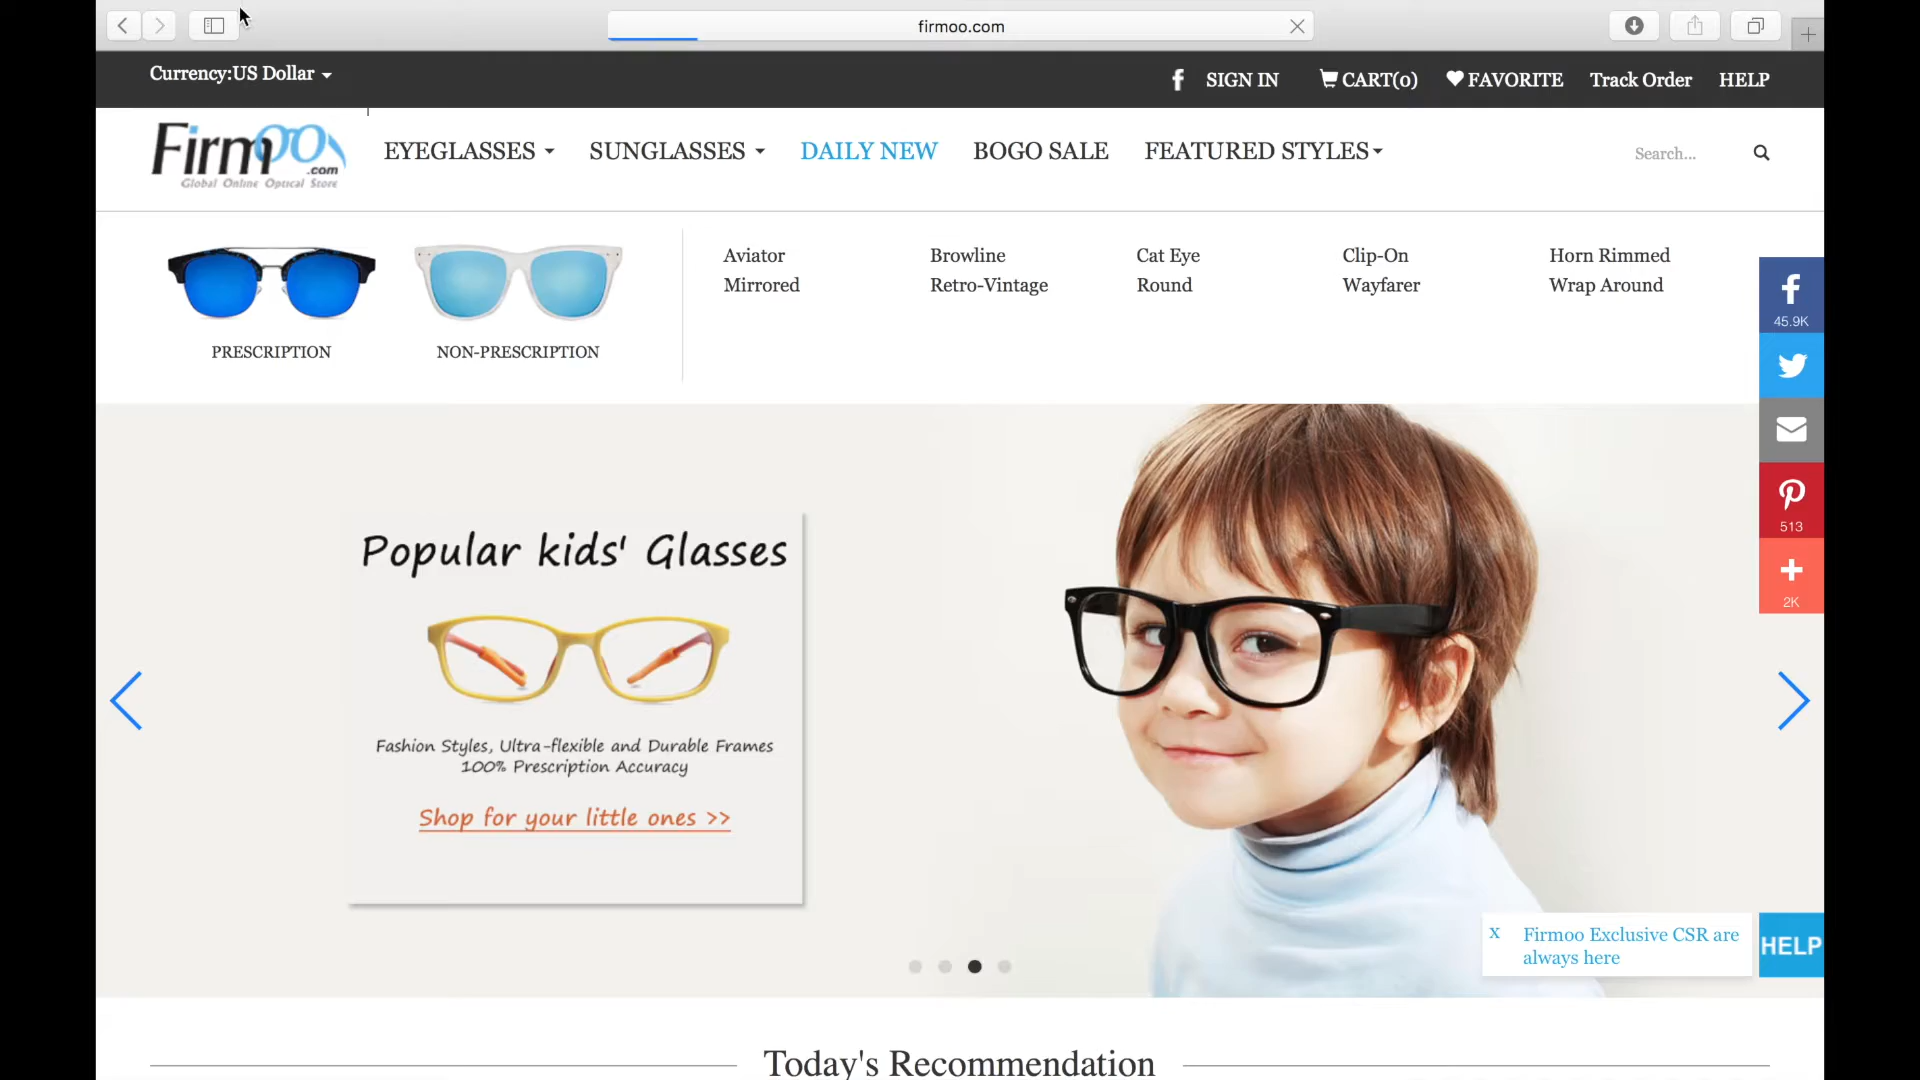 firmoo.com
Currency:US Dollar
SIGN IN
CART(0)
FAVORITE
Track Order
HELP
Firmoo
.com
Global Online Optical Store
EYEGLASSES
SUNGLASSES
DAILY NEW
BOGO SALE
FEATURED STYLES
Search...
Aviator
Browline
Cat Eye
Clip-On
Horn Rimmed
Mirrored
Retro-Vintage
Round
Wayfarer
Wrap Around
PRESCRIPTION
NON-PRESCRIPTION
45.9K
513
2K
Popular kids' Glasses
Fashion Styles, Ultra-flexible and Durable Frames
100% Prescription Accuracy
Shop for your little ones >>
x
Firmoo Exclusive CSR are
always here
HELP
Today's Recommendation